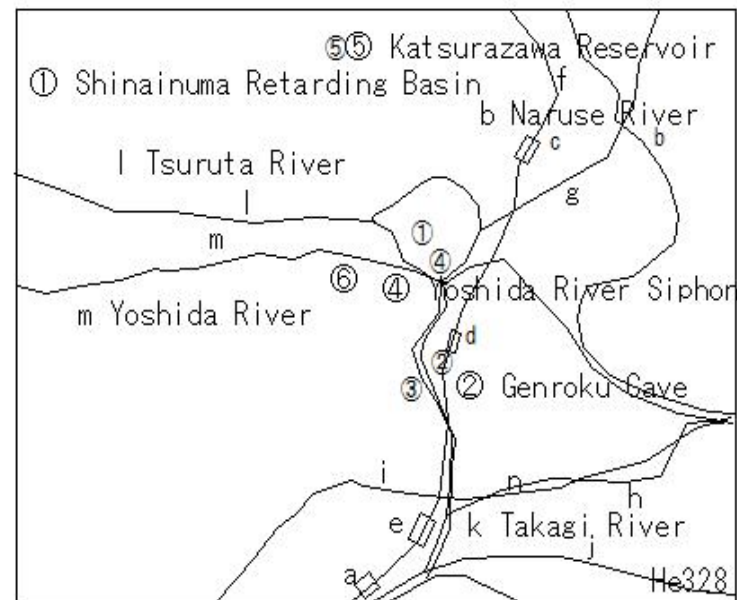 ⑤⑤ Katsurazawa Reservoir
f
① Shinainuma Retarding Basin
b Naruse River
c
b
l Tsuruta River
l
g
m
①
④
⑥ ④ Yoshida River Siphon
m Yoshida River
d
②
③
② Genroku Cave
i
n
h
e
k Takagi River
j
a
He328